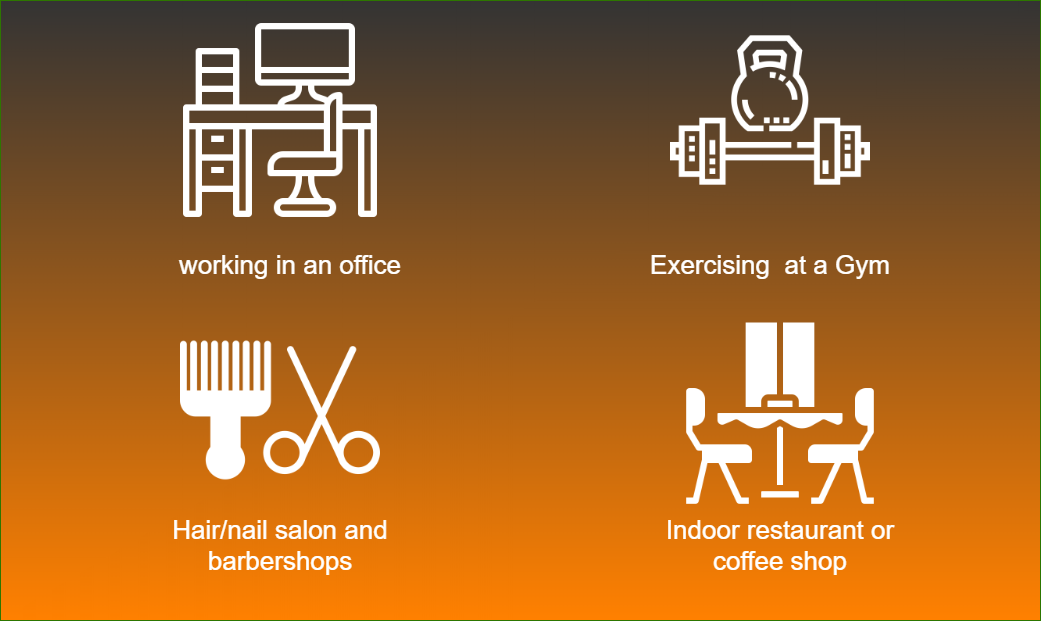 working in an office
Exercising  at a Gym
Hair/nail salon and
barbershops
Indoor restaurant or
coffee shop